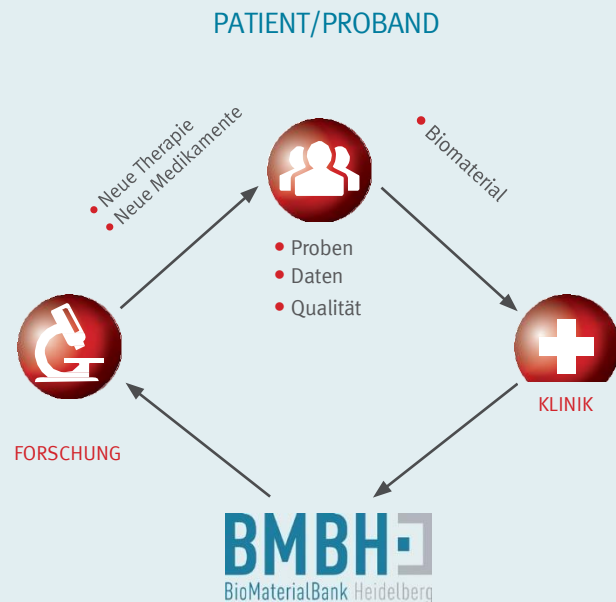 PATIENT/PROBAND
• Neue Therapie
• Neue Medikamente
• Biomaterial
• Proben
• Daten
• Qualität
FORSCHUNG
KLINIK
BMBH
BioMaterialBank Heidelberg